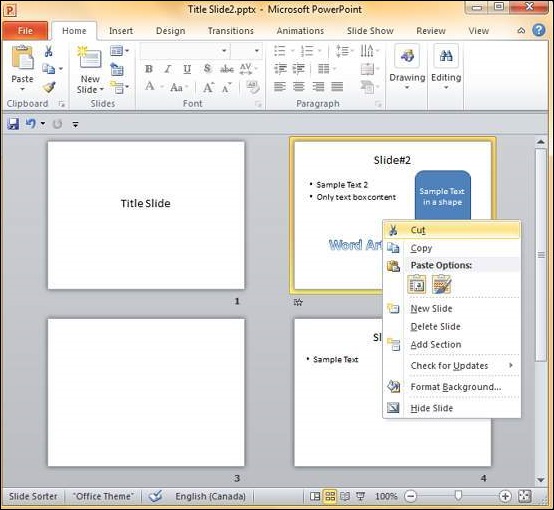 Title Slide2.pptx - Microsoft PowerPoint
File Home Insert Design Transitions Animations Slide Show Review View
Paste New Slide Drawing Editing
B I U S abc AV
A Aa A A
Clipboard Slides Font Paragraph
Title Slide
1
Slide#2
• Sample Text 2
• Only text box content
Sample Text
in a shape
Word Ar
Cut
Copy
Paste Options:
New Slide
Delete Slide
Add Section
Check for Updates
Format Background...
Hide Slide
3
Sl
• Sample Text
4
Slide Sorter "Office Theme" English (Canada) 100%